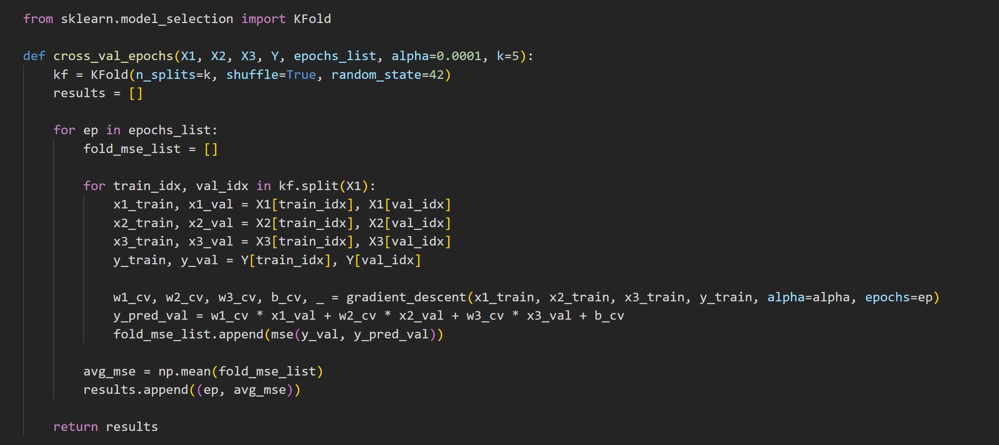 from sklearn.model_selection import KFold
def cross_val_epochs(X1, X2, X3, Y, epochs_list, alpha=0.0001, k=5):
    kf = KFold(n_splits=k, shuffle=True, random_state=42)
    results = []
    for ep in epochs_list:
        fold_mse_list = []
        for train_idx, val_idx in kf.split(X1):
            x1_train, x1_val = X1[train_idx], X1[val_idx]
            x2_train, x2_val = X2[train_idx], X2[val_idx]
            x3_train, x3_val = X3[train_idx], X3[val_idx]
            y_train, y_val = Y[train_idx], Y[val_idx]
            w1_cv, w2_cv, w3_cv, b_cv, _ = gradient_descent(x1_train, x2_train, x3_train, y_train, alpha=alpha, epochs=ep)
            y_pred_val = w1_cv * x1_val + w2_cv * x2_val + w3_cv * x3_val + b_cv
            fold_mse_list.append(mse(y_val, y_pred_val))
        avg_mse = np.mean(fold_mse_list)
        results.append((ep, avg_mse))
    return results